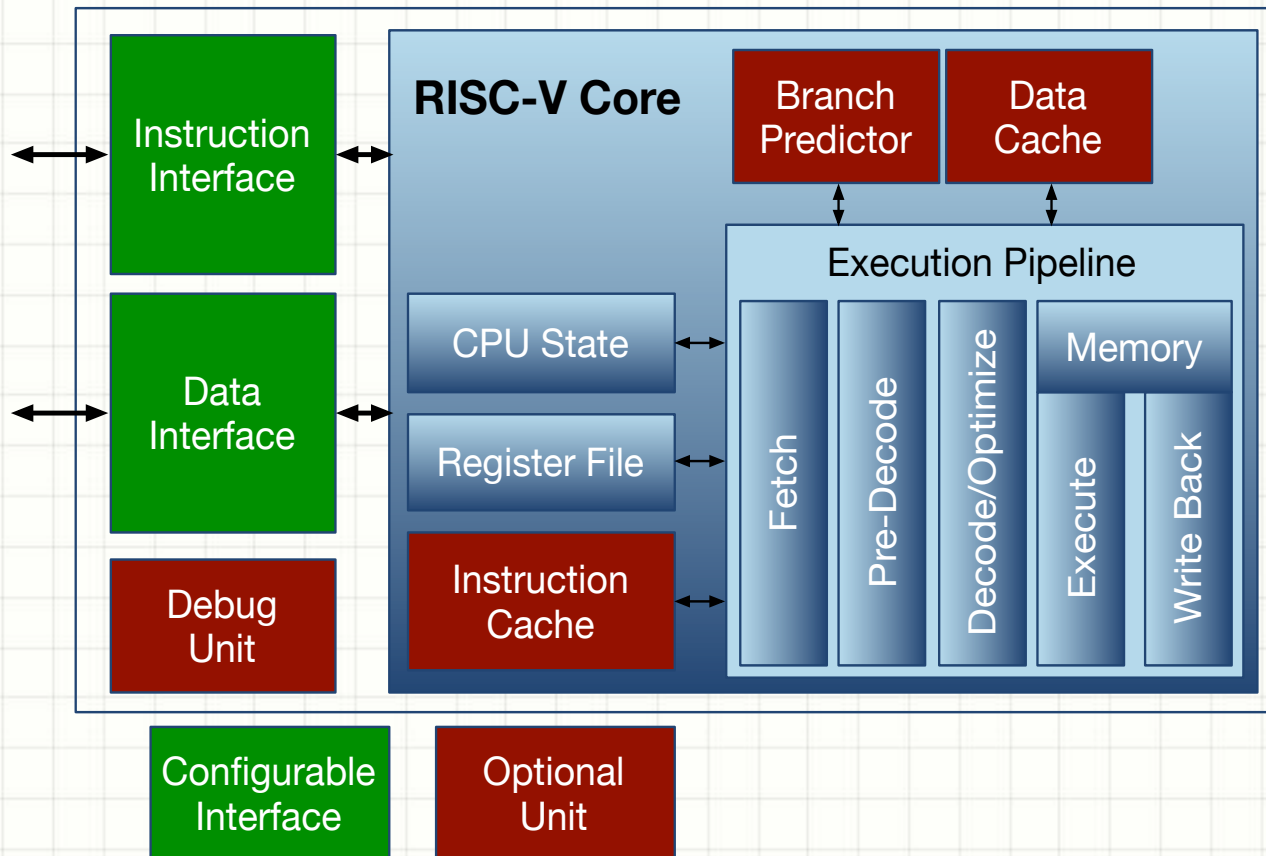 Instruction
Interface
RISC-V Core
Branch
Predictor
Data
Cache
Execution Pipeline
CPU State
Data
Interface
Register File
Fetch
Pre-Decode
Decode/Optimize
Memory
Execute
Write Back
Debug
Unit
Instruction
Cache
Configurable
Interface
Optional
Unit